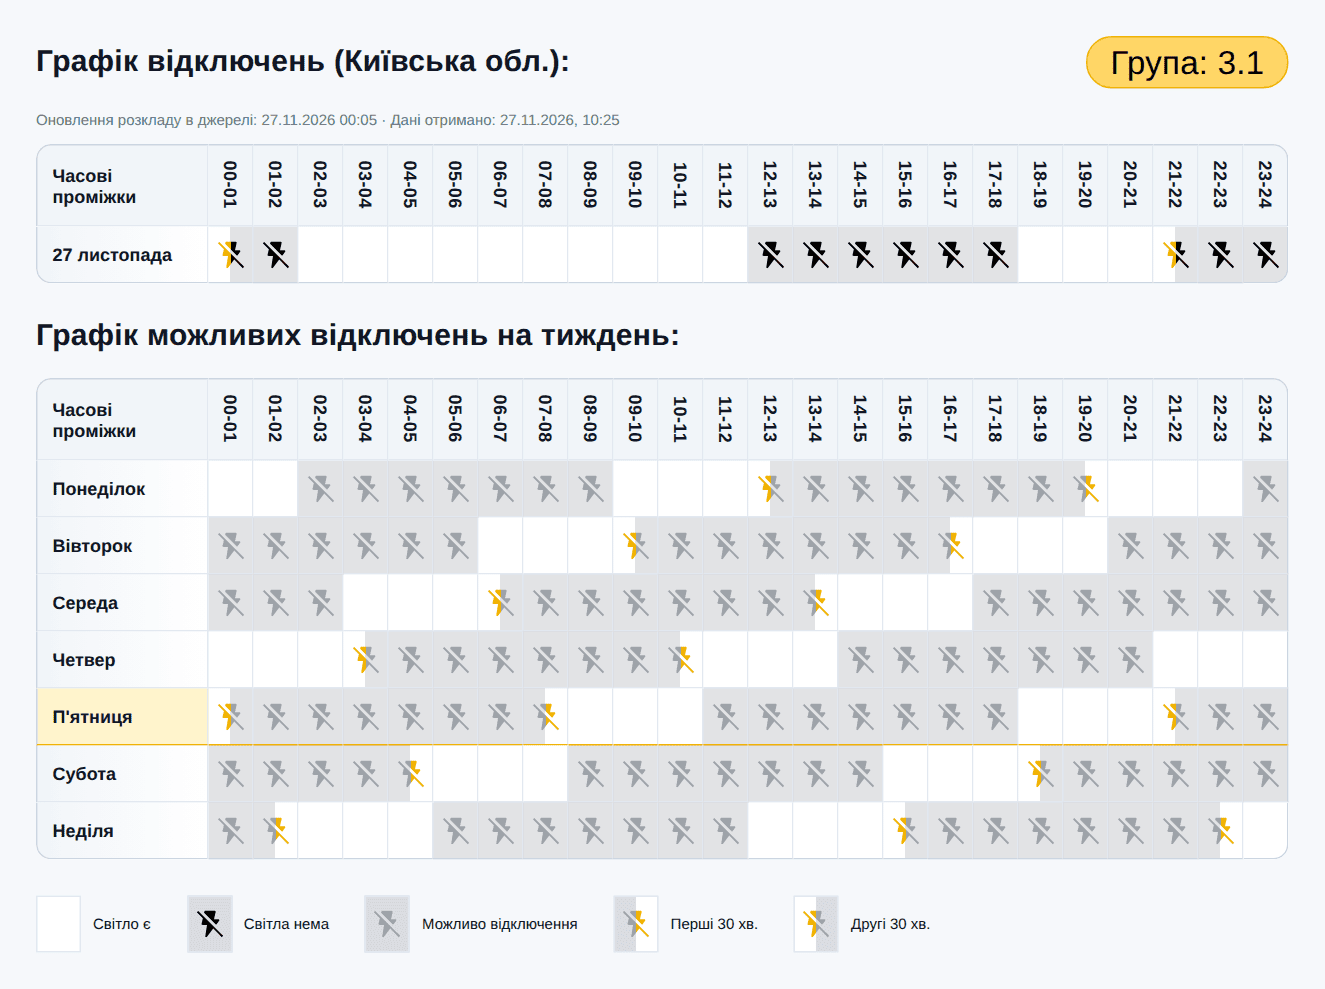 Графік відключень (Київська обл.):
Група: 3.1
Оновлення розкладу в джерелі: 27.11.2026 00:05 · Дані отримано: 27.11.2026, 10:25
Часові проміжки 00-01 01-02 02-03 03-04 04-05 05-06 06-07 07-08 08-09 09-10 10-11 11-12 12-13 13-14 14-15 15-16 16-17 17-18 18-19 19-20 20-21 21-22 22-23 23-24
27 листопада
Графік можливих відключень на тиждень:
Часові проміжки 00-01 01-02 02-03 03-04 04-05 05-06 06-07 07-08 08-09 09-10 10-11 11-12 12-13 13-14 14-15 15-16 16-17 17-18 18-19 19-20 20-21 21-22 22-23 23-24
Понеділок
Вівторок
Середа
Четвер
П'ятниця
Субота
Неділя
Світло є Світла нема Можливо відключення Перші 30 хв. Другі 30 хв.